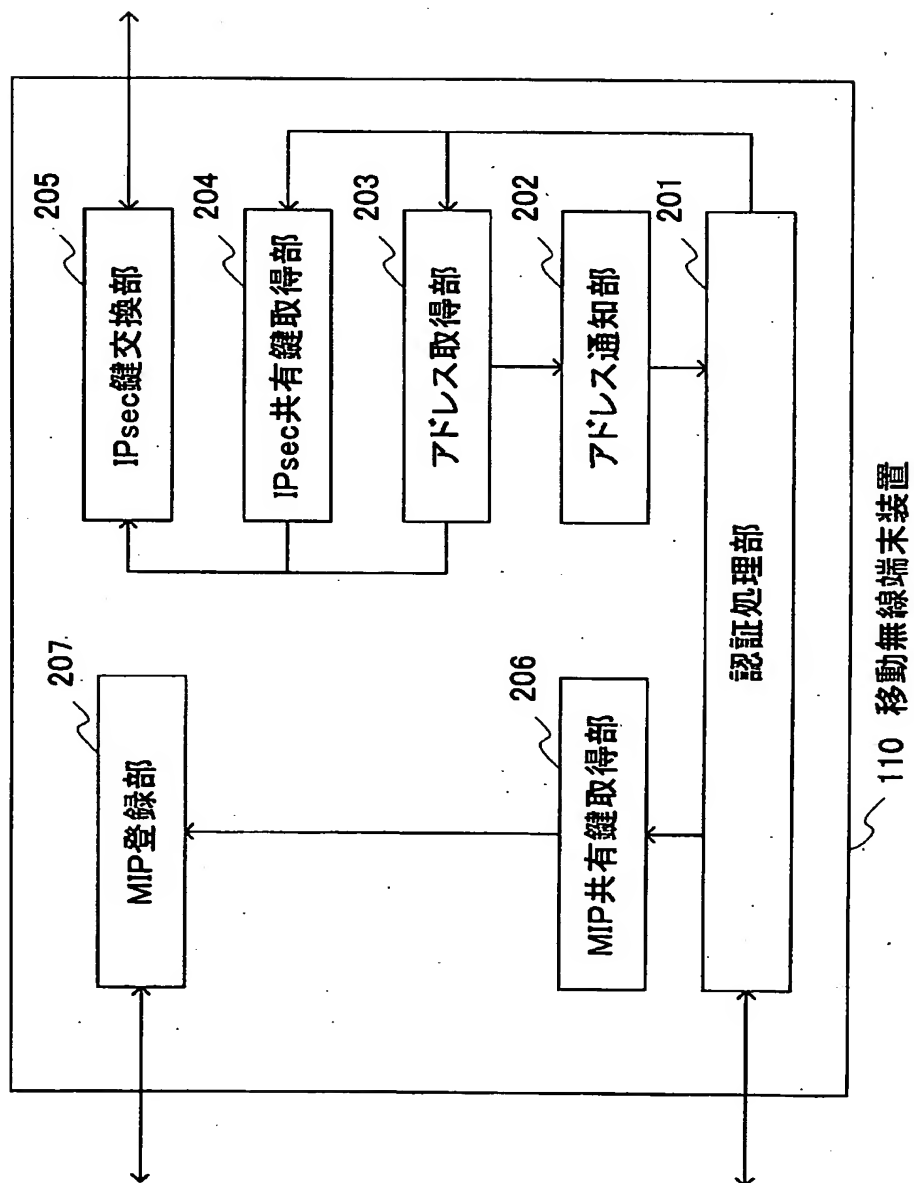 205
IPsec鍵交換部
204
IPsec共有鍵取得部
203
アドレス取得部
202
アドレス通知部
201
認証処理部
207
MIP登録部
206
MIP共有鍵取得部
110 移動無線端末装置